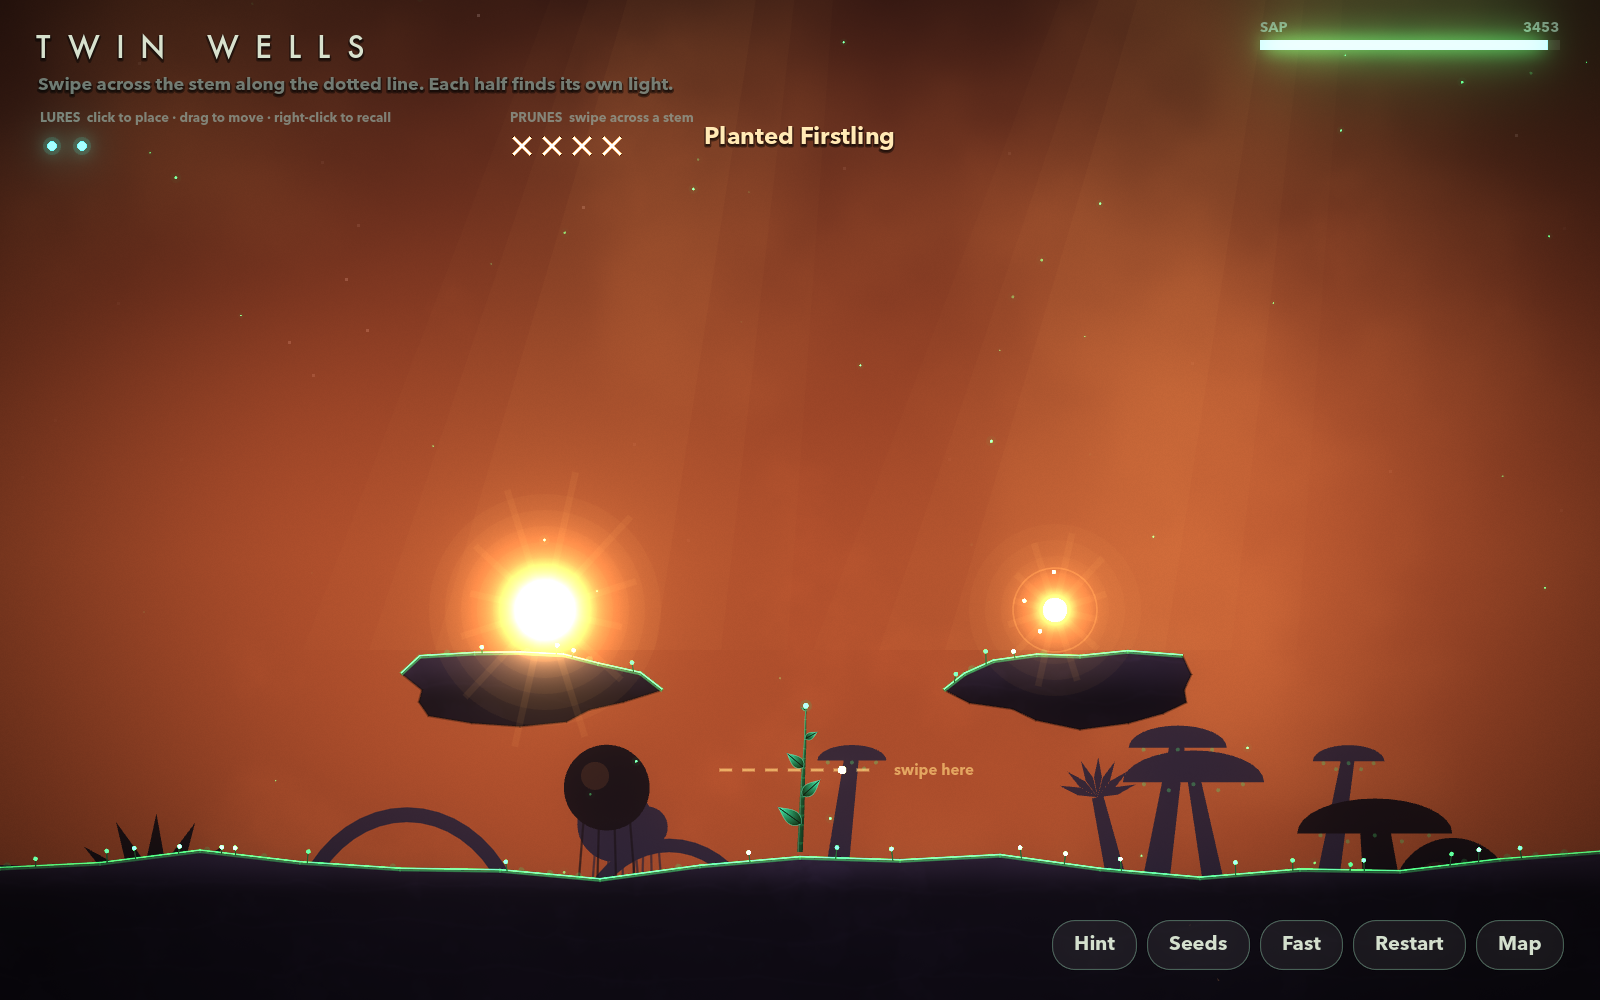 TWIN WELLS
Swipe across the stem along the dotted line. Each half finds its own light.
LURES click to place · drag to move · right-click to recall
PRUNES swipe across a stem
Planted Firstling
SAP 3453
swipe here
Hint Seeds Fast Restart Map